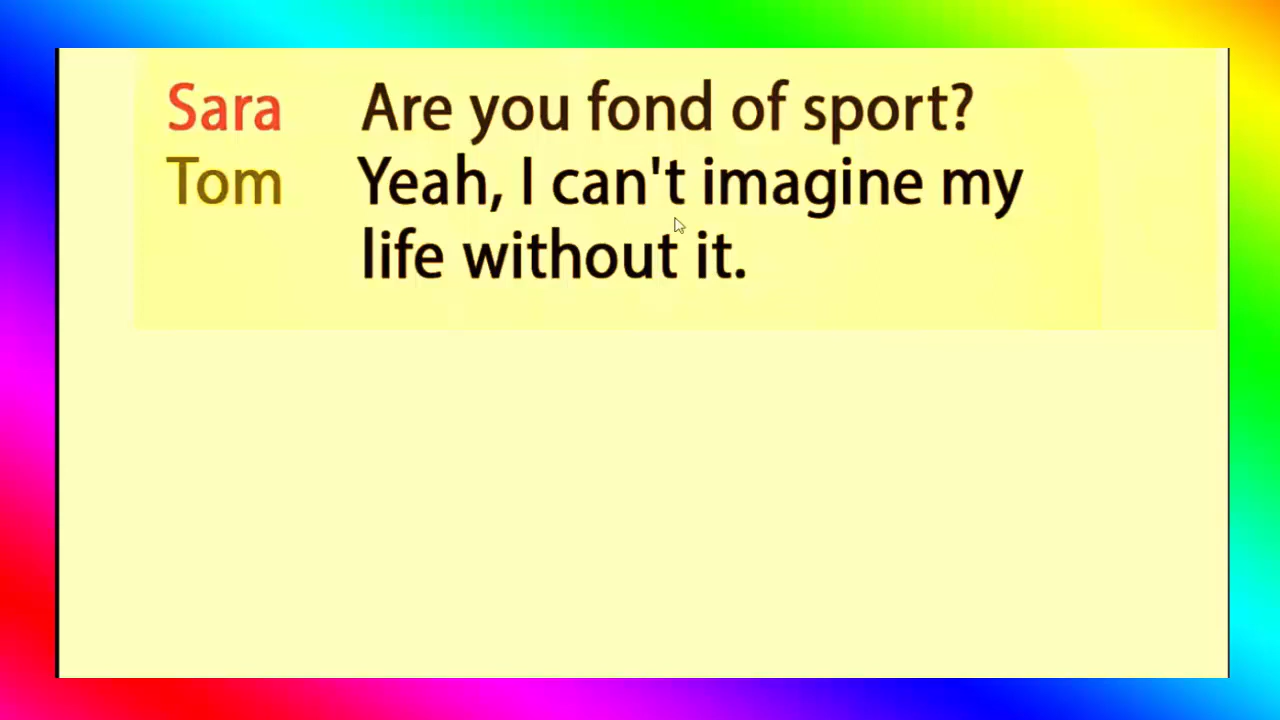 Sara Are you fond of sport?
Tom Yeah, I can't imagine my
life without it.